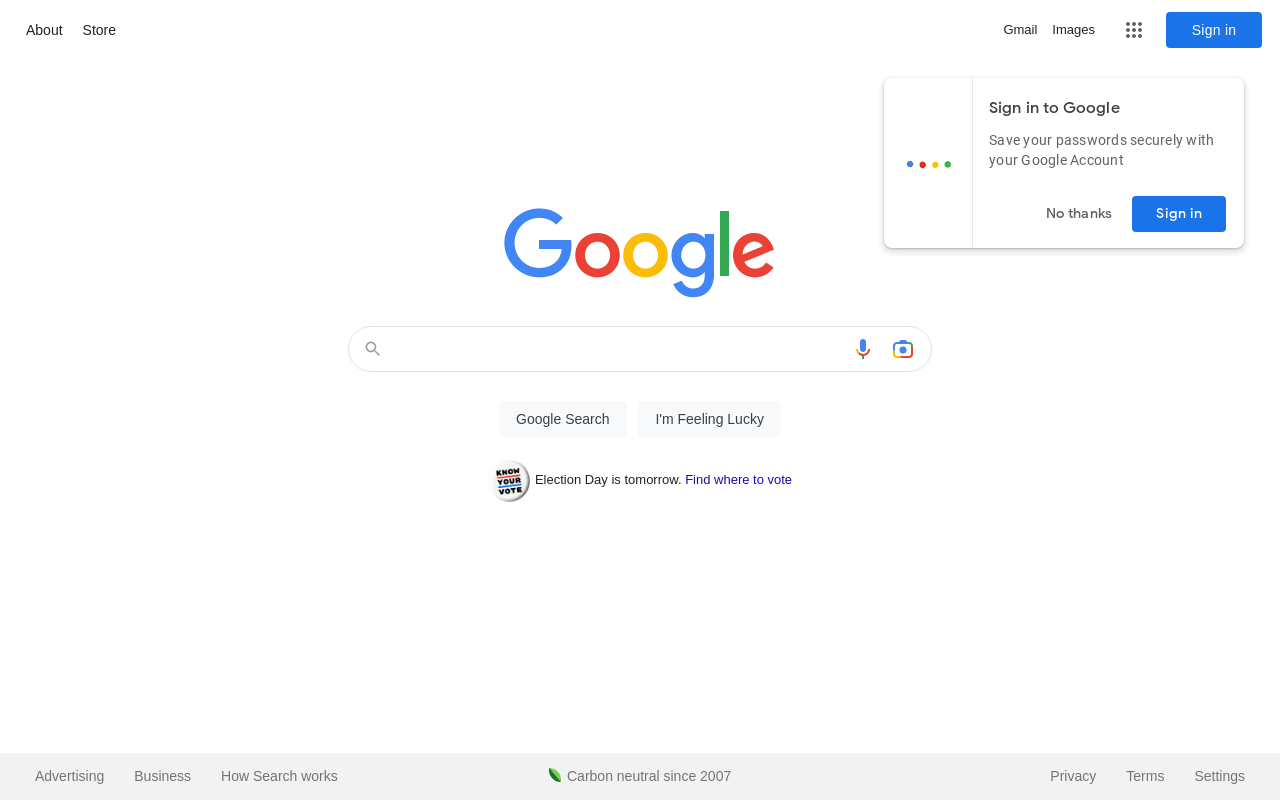 About Store
Gmail Images Sign in
Sign in to Google
Save your passwords securely with
your Google Account
No thanks Sign in
Google
Google Search I'm Feeling Lucky
KNOW
YOUR
VOTE
Election Day is tomorrow. Find where to vote
Advertising Business How Search works
Carbon neutral since 2007
Privacy Terms Settings